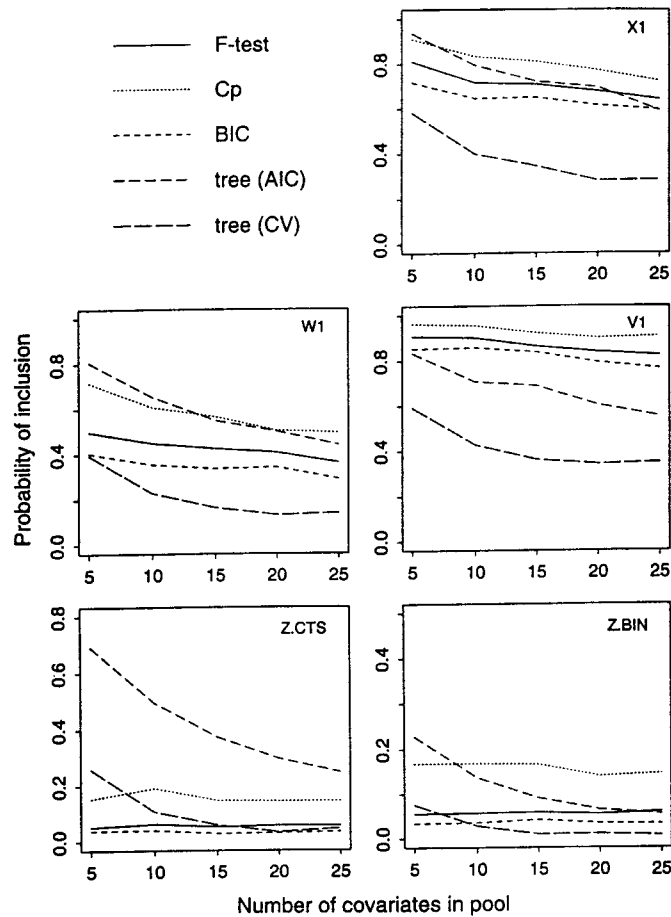 F-test
Cp
BIC
tree (AIC)
tree (CV)
X1
0.0 0.4 0.8
5 10 15 20 25
W1
0.0 0.4 0.8
5 10 15 20 25
V1
0.0 0.4 0.8
5 10 15 20 25
Probability of inclusion
Z.CTS
0.0 0.2 0.4 0.6 0.8
5 10 15 20 25
Z.BIN
0.0 0.2 0.4
5 10 15 20 25
Number of covariates in pool